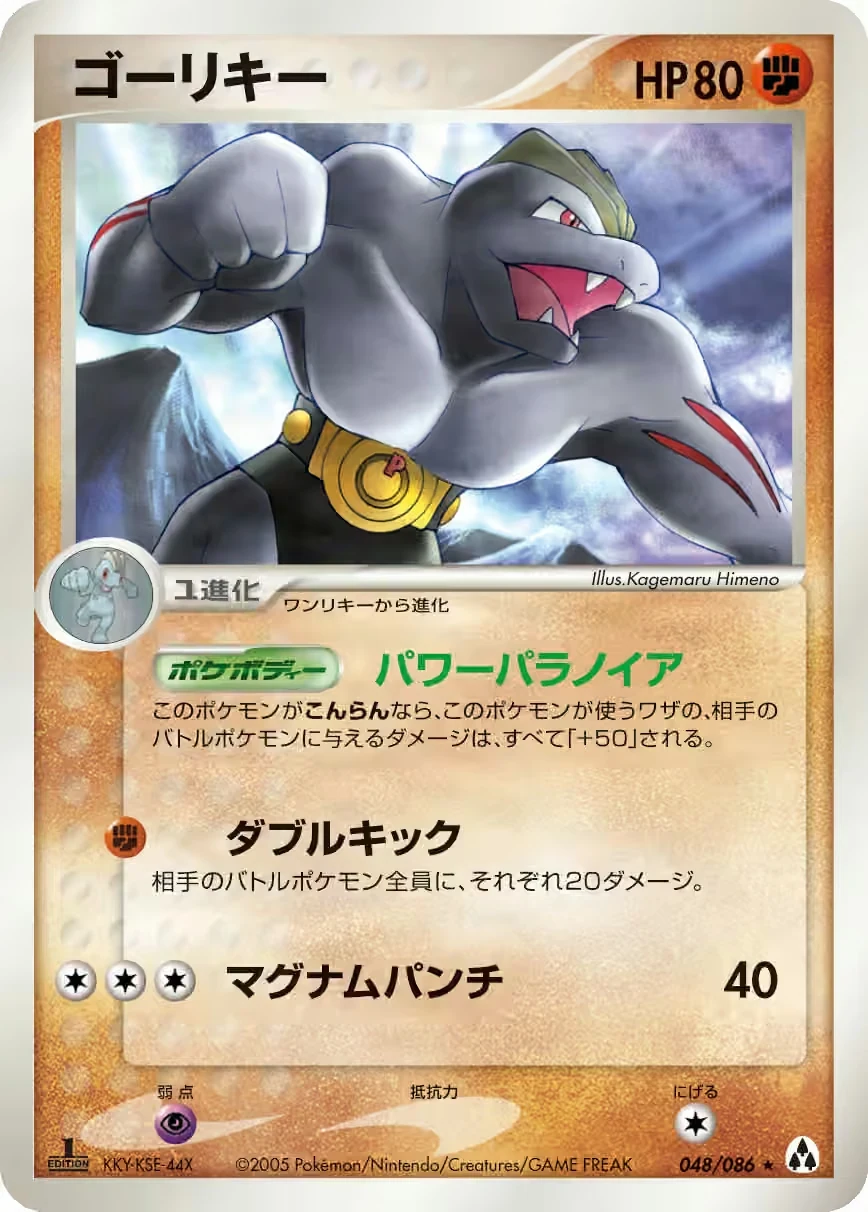 ゴーリキー
HP80
P
Illus.Kagemaru Himeno
1進化
ワンリキーから進化
ポケボディー
パワーパラノイア
このポケモンがこんらんなら、このポケモンが使うワザの、相手の
バトルポケモンに与えるダメージは、すべて「+50」される。
ダブルキック
相手のバトルポケモン全員に、それぞれ20ダメージ。
マグナムパンチ 40
弱点 抵抗力 にげる
1 EDITION KKY-KSE-44X ©2005 Pokémon/Nintendo/Creatures/GAME FREAK 048/086 ★